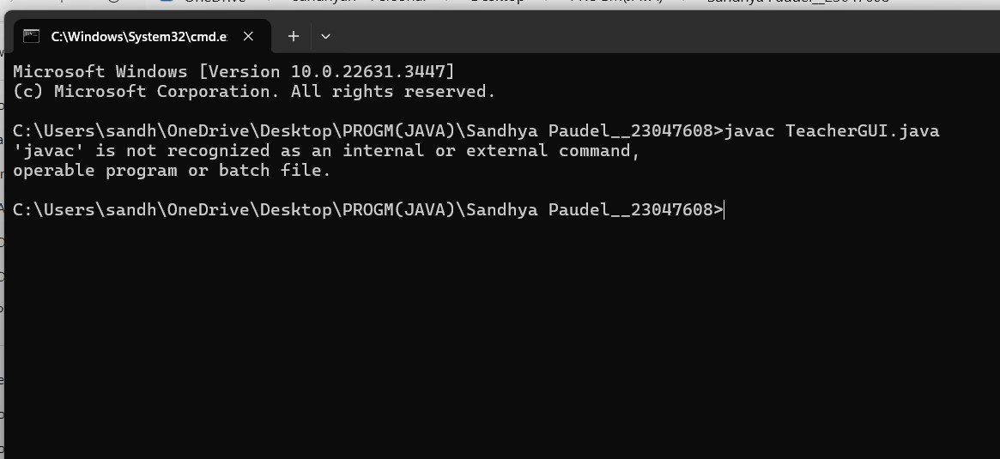 C:\Windows\System32\cmd.e
Microsoft Windows [Version 10.0.22631.3447]
(c) Microsoft Corporation. All rights reserved.
C:\Users\sandh\OneDrive\Desktop\PROGM(JAVA)\Sandhya Paudel__23047608>javac TeacherGUI.java
'javac' is not recognized as an internal or external command,
operable program or batch file.
C:\Users\sandh\OneDrive\Desktop\PROGM(JAVA)\Sandhya Paudel__23047608>